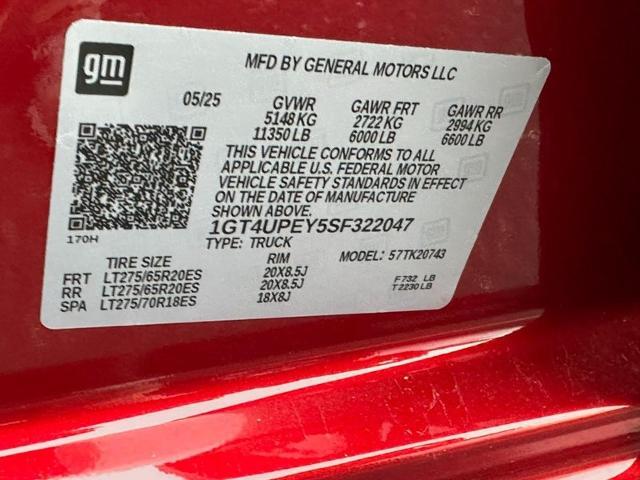 gm
MFD BY GENERAL MOTORS LLC
05/25 GVWR GAWR FRT GAWR RR
5148 KG 2722 KG 2994 KG
11350 LB 6000 LB 6600 LB
THIS VEHICLE CONFORMS TO ALL
APPLICABLE U.S. FEDERAL MOTOR
VEHICLE SAFETY STANDARDS IN EFFECT
ON THE DATE OF MANUFACTURE
SHOWN ABOVE.
170H
1GT4UPEY5SF322047
TYPE: TRUCK MODEL: 57TK20743
TIRE SIZE RIM
FRT LT275/65R20ES 20X8.5J F 732 LB
RR LT275/65R20ES 20X8.5J T 2230 LB
SPA LT275/70R18ES 18X8J